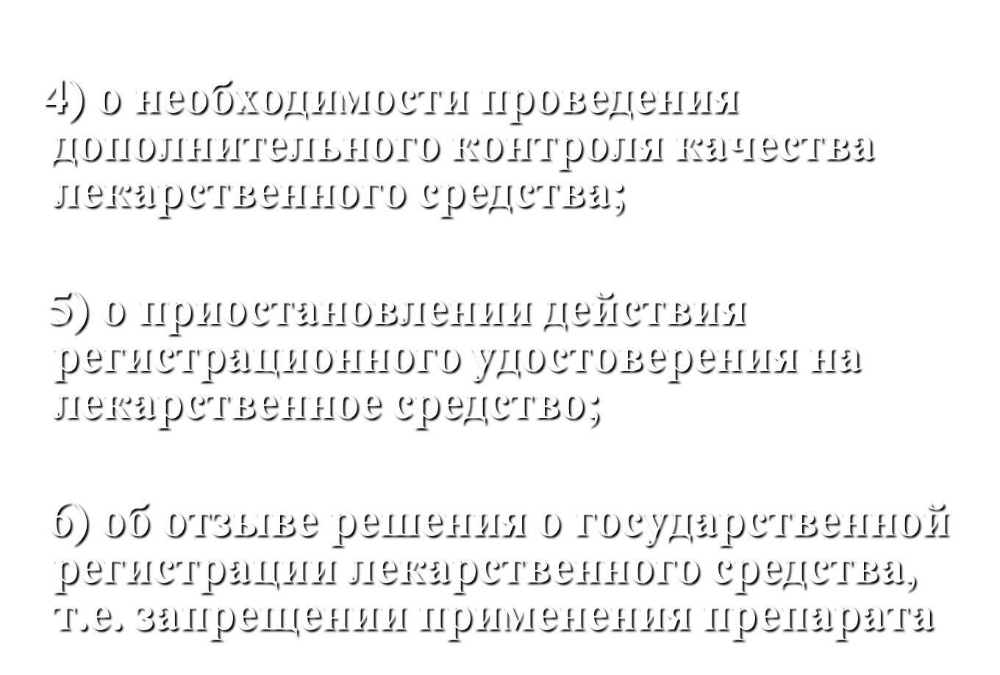 4) о необходимости проведения
дополнительного контроля качества
лекарственного средства;
5) о приостановлении действия
регистрационного удостоверения на
лекарственное средство;
6) об отзыве решения о государственной
регистрации лекарственного средства,
т.е. запрещении применения препарата